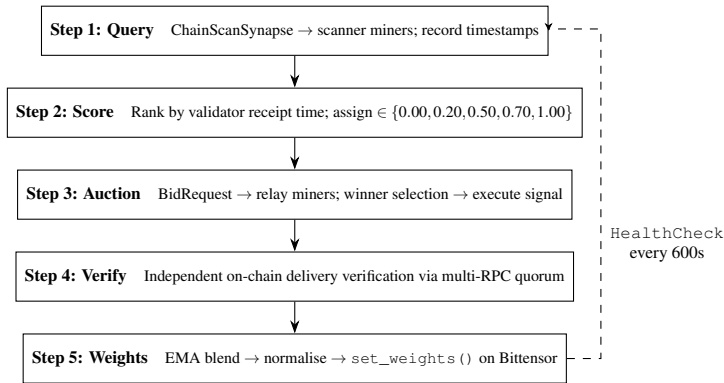 Step 1: Query ChainScanSynapse → scanner miners; record timestamps
Step 2: Score Rank by validator receipt time; assign ∈ {0.00, 0.20, 0.50, 0.70, 1.00}
Step 3: Auction BidRequest → relay miners; winner selection → execute signal
HealthCheck
every 600s
Step 4: Verify Independent on-chain delivery verification via multi-RPC quorum
Step 5: Weights EMA blend → normalise → set_weights() on Bittensor